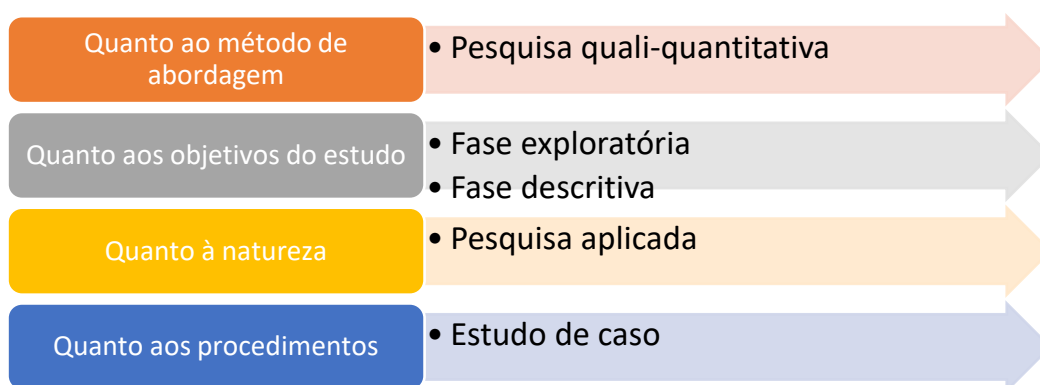 Quanto ao método de
abordagem
• Pesquisa quali-quantitativa
Quanto aos objetivos do estudo
• Fase exploratória
• Fase descritiva
Quanto à natureza
• Pesquisa aplicada
Quanto aos procedimentos
• Estudo de caso